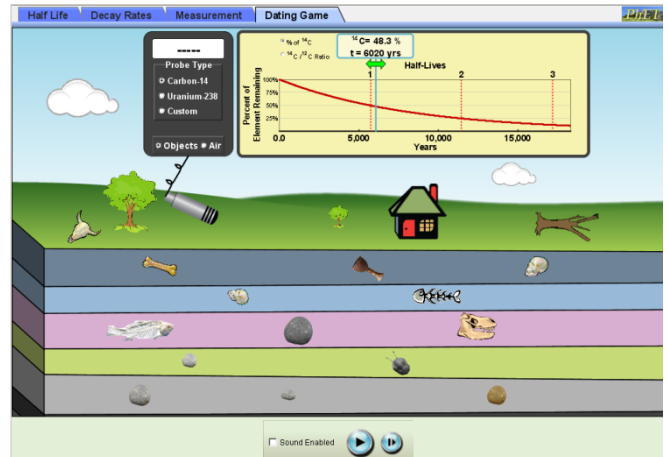 Half Life Decay Rates Measurement Dating Game
PhET
-----
Probe Type
Carbon-14
Uranium-238
Custom
Objects Air
% of ¹⁴C
¹⁴C / ¹²C Ratio
¹⁴C= 48.3 %
t = 6020 yrs
Half-Lives
1 2 3
Percent of
Element Remaining
100%
75%
50%
25%
0.0 5,000 10,000 15,000
Years
Sound Enabled